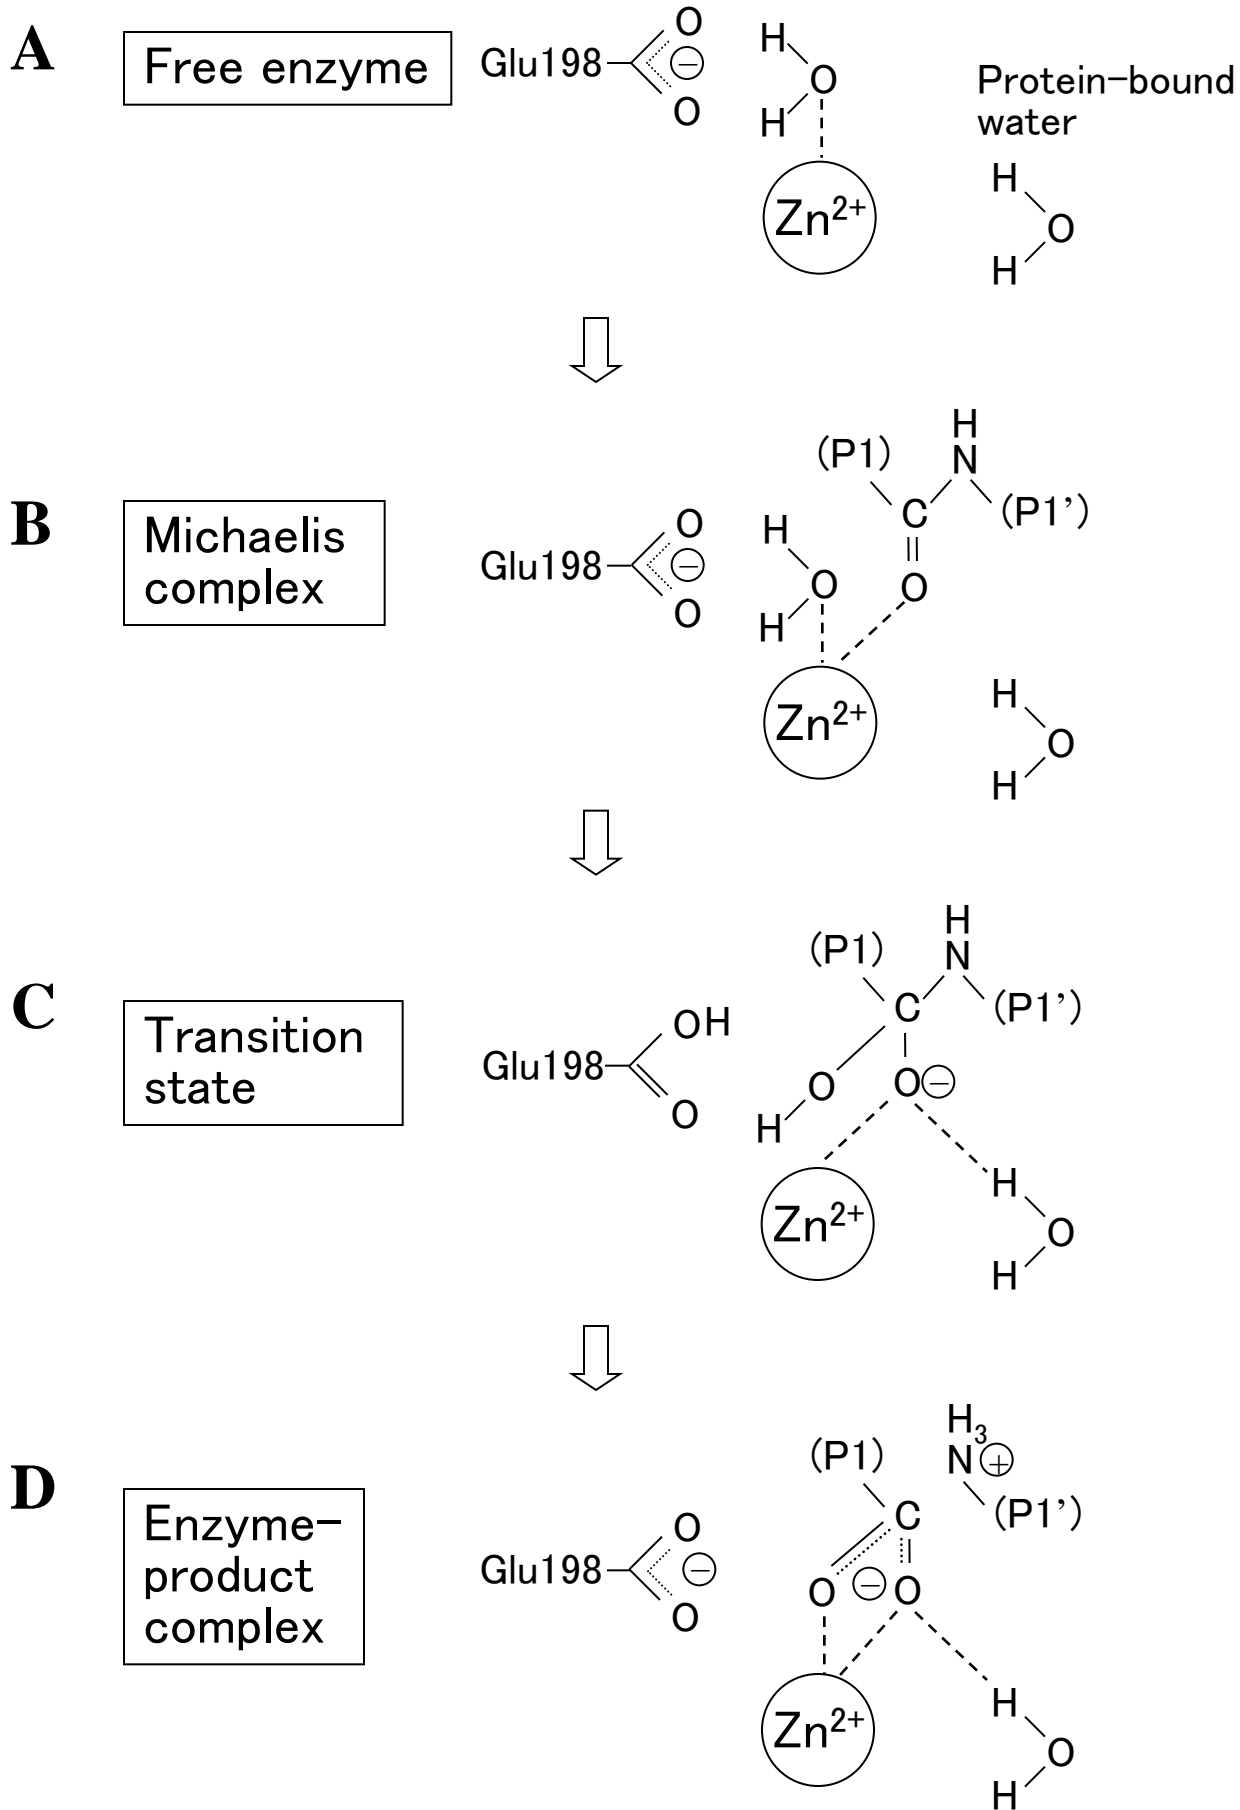 A
Free enzyme
Glu198
O
O
−
H
O
H
Zn2+
Protein-bound
water
H
O
H
B
Michaelis
complex
Glu198
O
O
−
H
O
H
Zn2+
(P1)
H
N
C
(P1’)
O
H
O
H
C
Transition
state
Glu198
OH
O
(P1)
H
N
C
(P1’)
O
H
O−
Zn2+
H
O
H
D
Enzyme-
product
complex
Glu198
O
O
−
(P1)
H3
N+
C
(P1’)
O
−
O
Zn2+
H
O
H